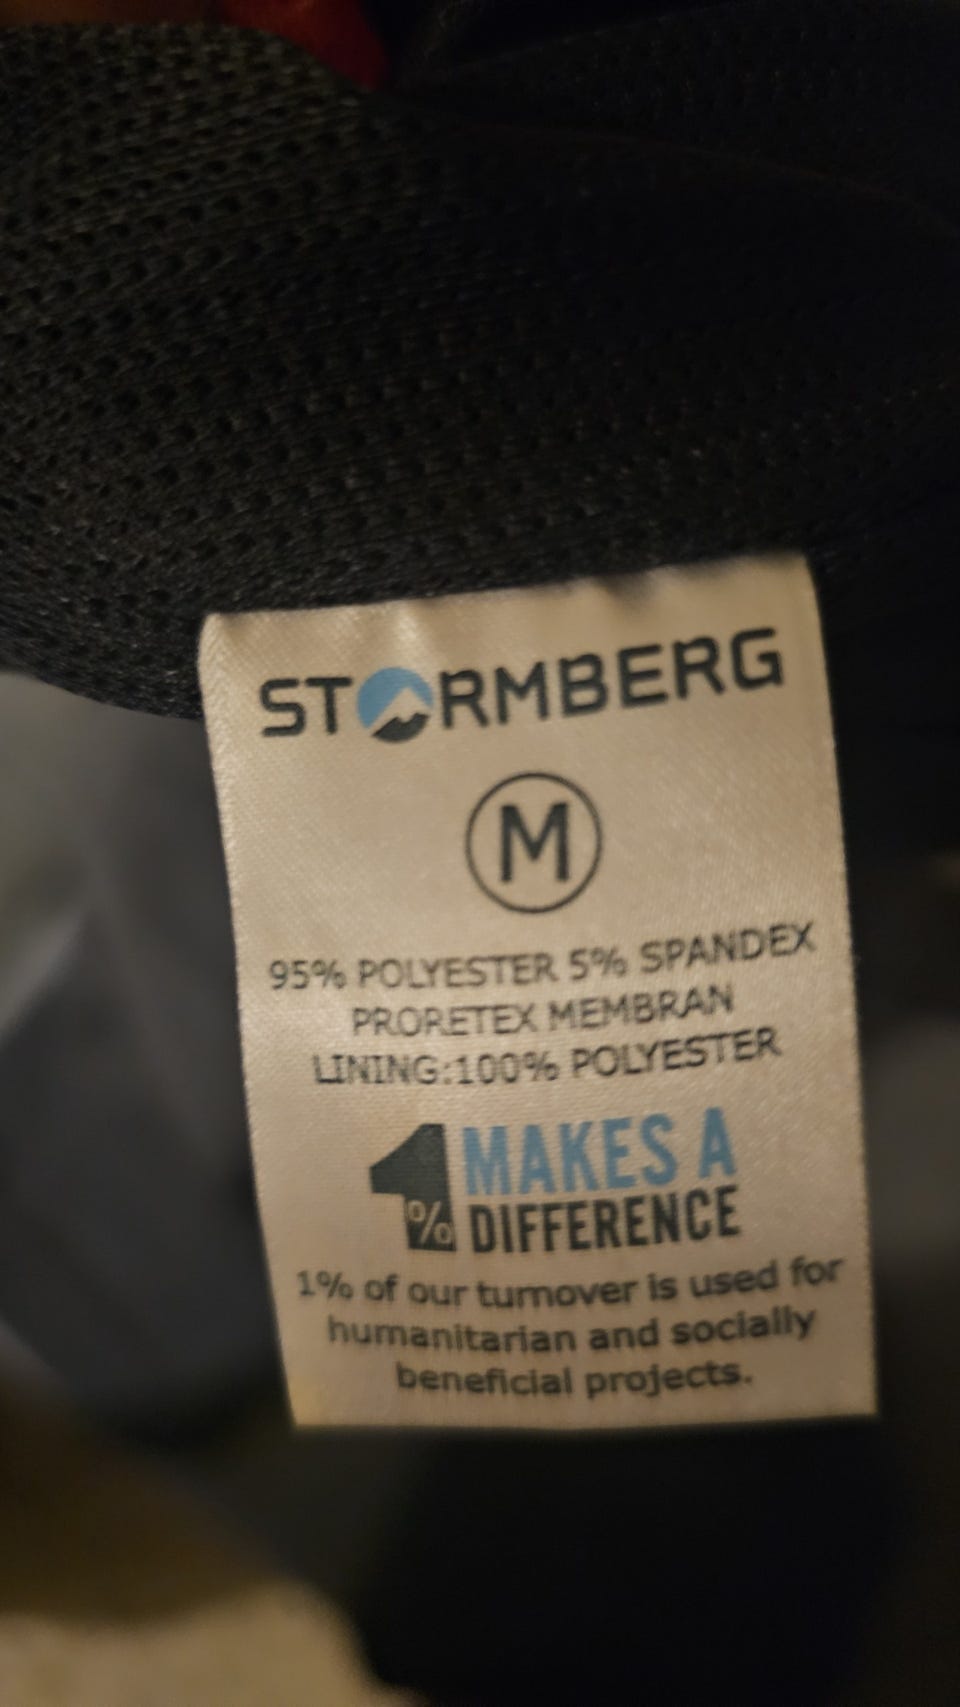 STORMBERG
M
95% POLYESTER 5% SPANDEX
PRORETEX MEMBRAN
LINING:100% POLYESTER
1% MAKES A
DIFFERENCE
1% of our turnover is used for
humanitarian and socially
beneficial projects.